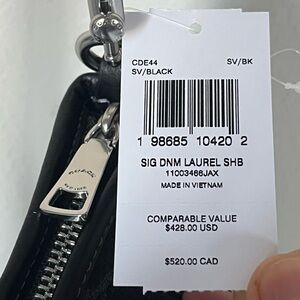 CDE44 SV/BK
SV/BLACK
1 98685 10420 2
SIG DNM LAUREL SHB
11003466JAX
MADE IN VIETNAM
COMPARABLE VALUE
$428.00 USD
$520.00 CAD